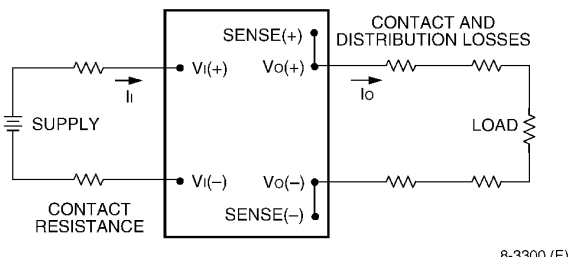 SENSE(+)
CONTACT AND
DISTRIBUTION LOSSES
VI(+)
VO(+)
II
IO
SUPPLY
LOAD
VI(–)
VO(–)
CONTACT
RESISTANCE
SENSE(–)
8-3300 (F)